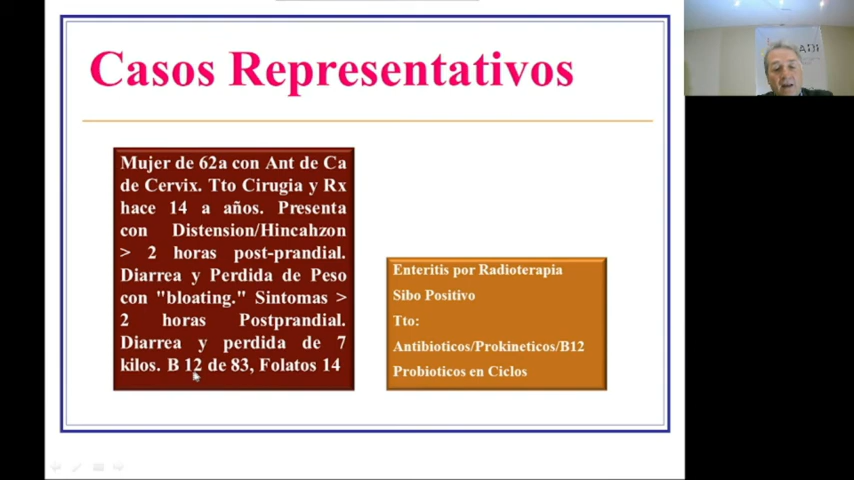 Casos Representativos
Mujer de 62a con Ant de Ca
de Cervix. Tto Cirugia y Rx
hace 14 a años. Presenta
con Distension/Hincahzon
> 2 horas post-prandial.
Diarrea y Perdida de Peso
con "bloating." Sintomas >
2 horas Postprandial.
Diarrea y perdida de 7
kilos. B 12 de 83, Folatos 14
Enteritis por Radioterapia
Sibo Positivo
Tto:
Antibioticos/Prokineticos/B12
Probioticos en Ciclos